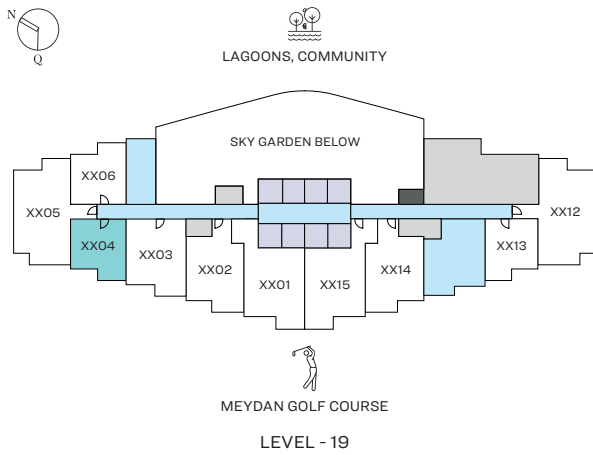 N
Q
LAGOONS, COMMUNITY
SKY GARDEN BELOW
XX06
XX05
XX12
XX04
XX03
XX13
XX02
XX14
XX01
XX15
MEYDAN GOLF COURSE
LEVEL - 19